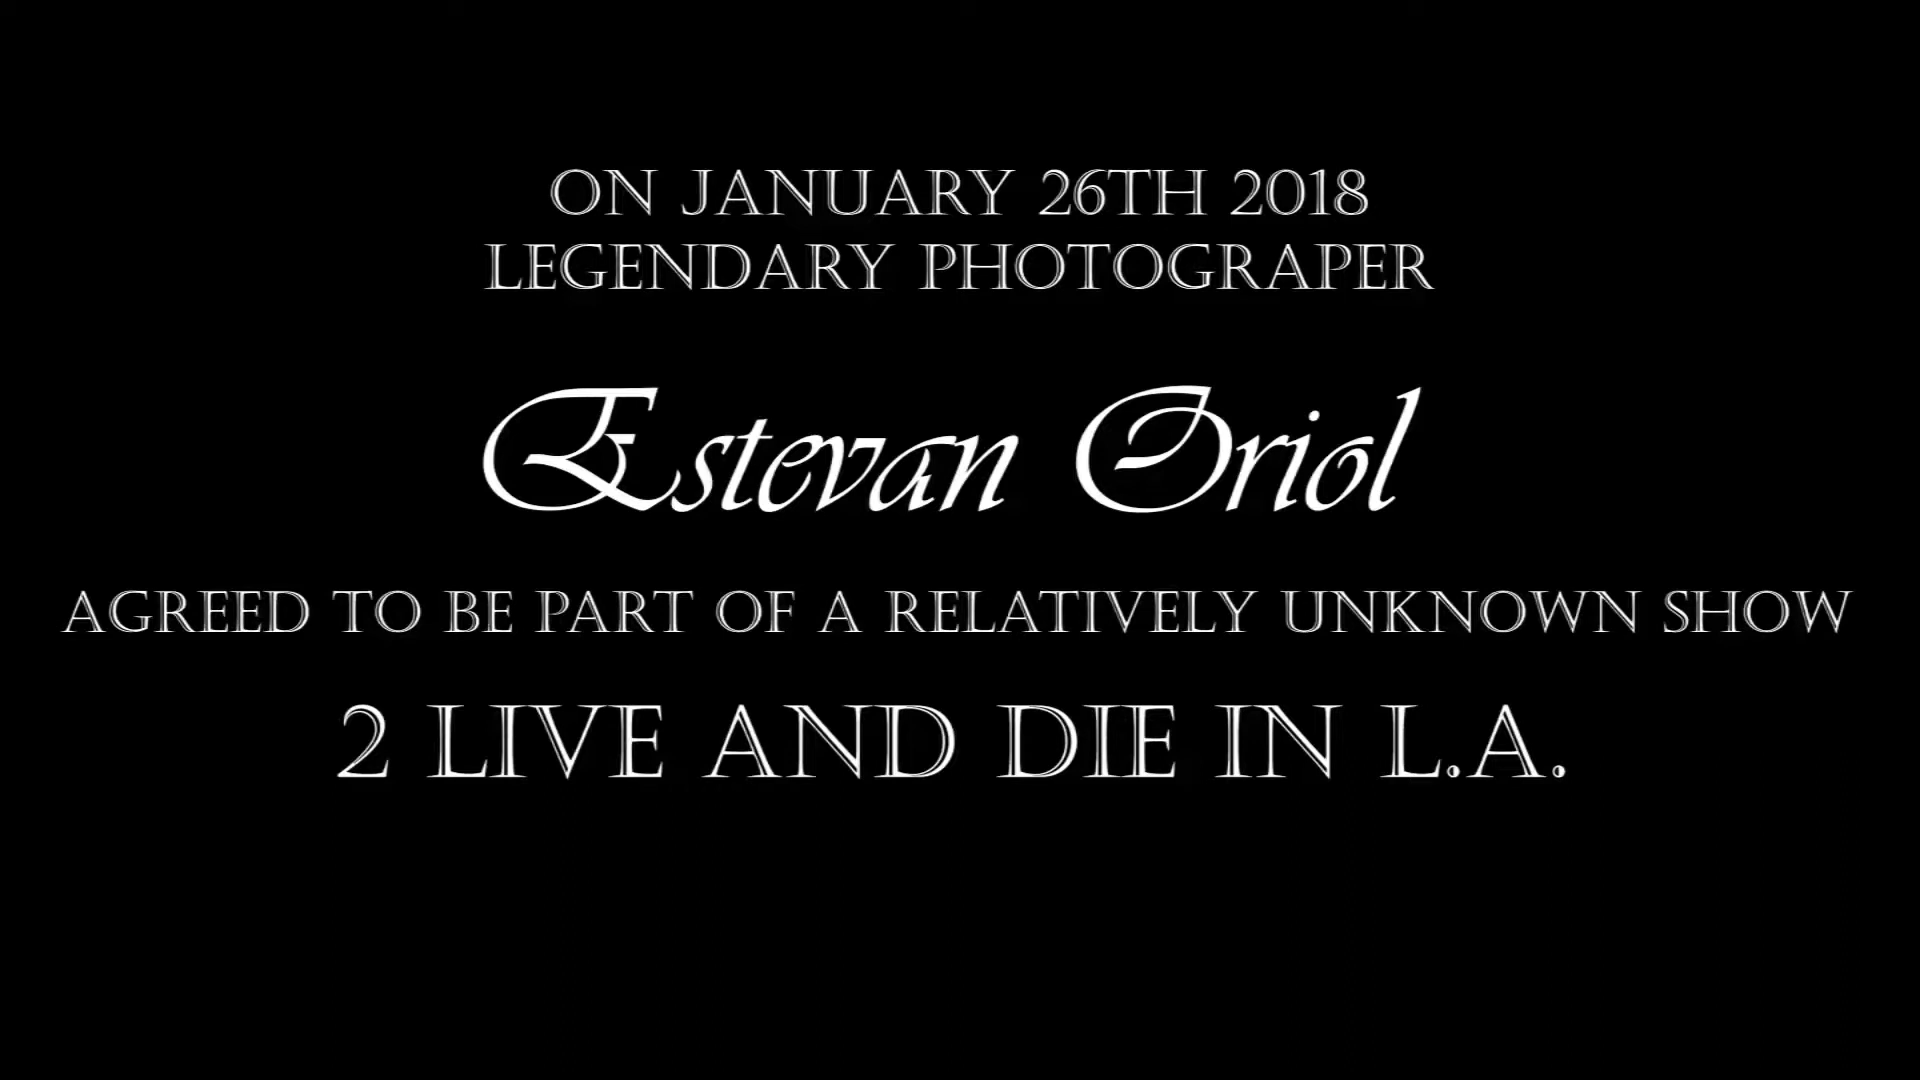 ON JANUARY 26TH 2018
LEGENDARY PHOTOGRAPER
Estevan Oriol
AGREED TO BE PART OF A RELATIVELY UNKNOWN SHOW
2 LIVE AND DIE IN L.A.